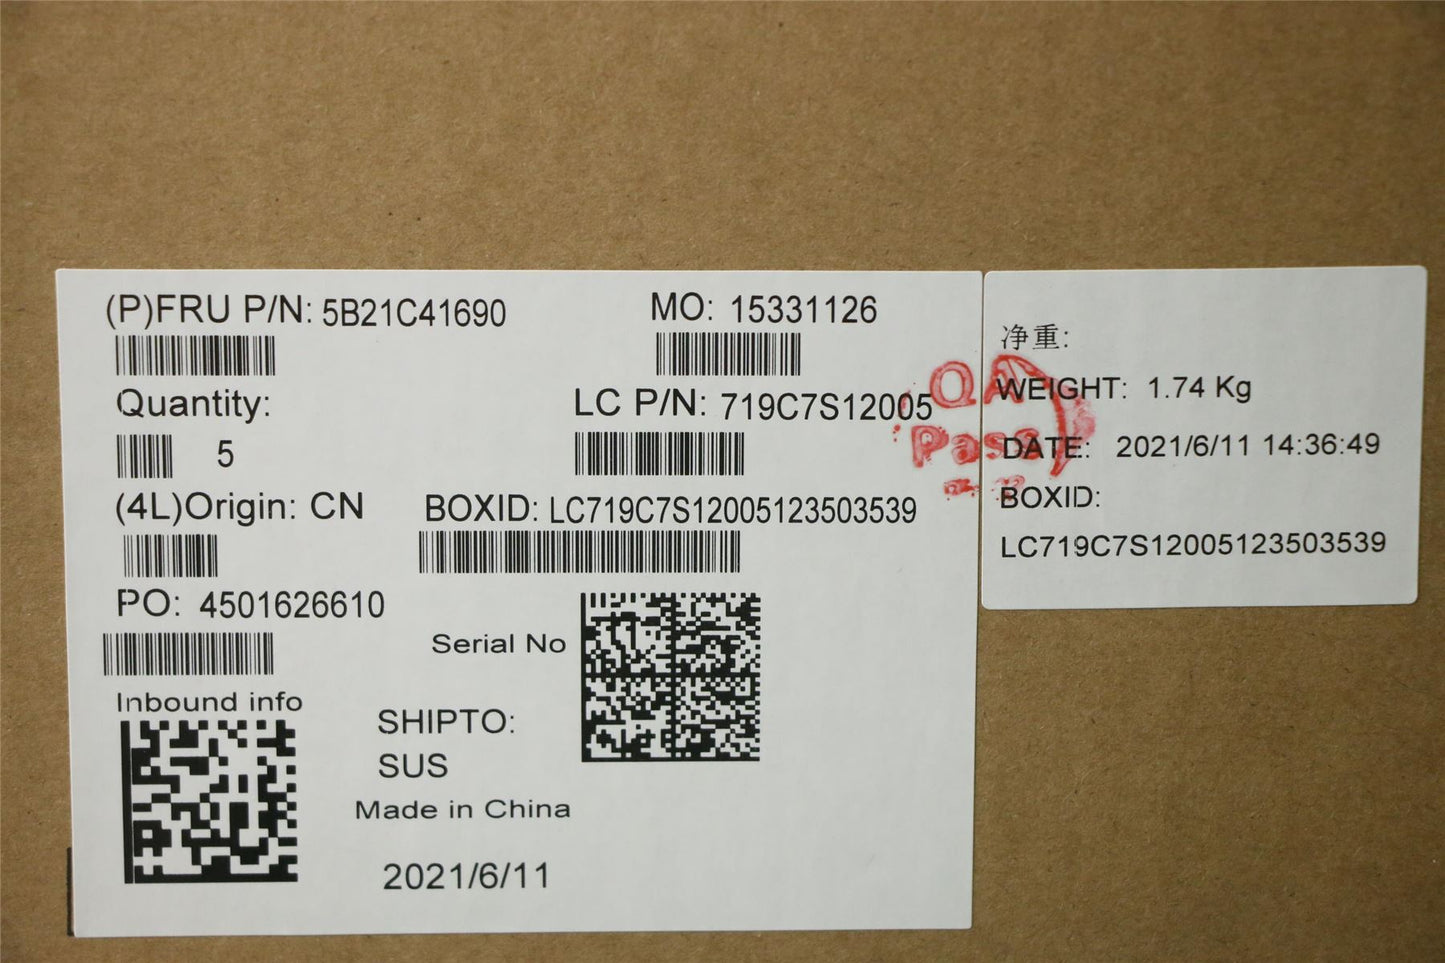 (P)FRU P/N: 5B21C41690
MO: 15331126
Quantity:
5
LC P/N: 719C7S12005
(4L)Origin: CN
BOXID: LC719C7S12005123503539
PO: 4501626610
Serial No
Inbound info
SHIPTO:
SUS
Made in China
2021/6/11
QA
Pass
净重:
WEIGHT: 1.74 Kg
DATE: 2021/6/11 14:36:49
BOXID:
LC719C7S12005123503539